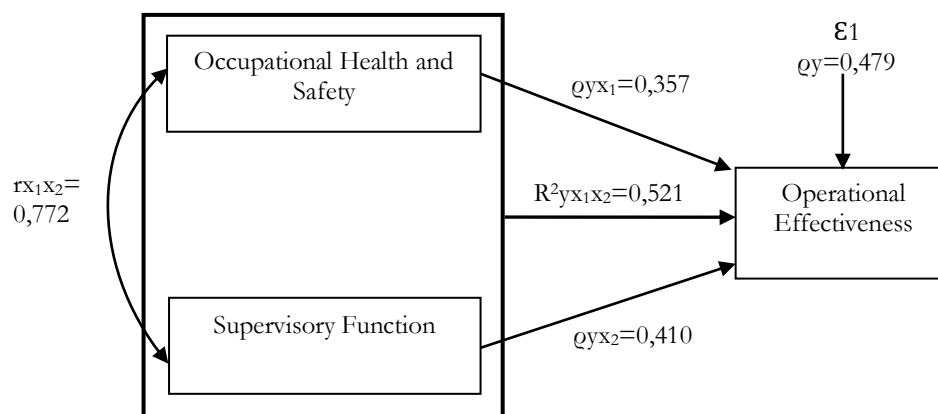 Occupational Health and
Safety
Ɛ1
ϱy=0,479
ϱyx₁=0,357
rx₁x₂=
0,772
R²yx₁x₂=0,521
Operational
Effectiveness
Supervisory Function
ϱyx₂=0,410